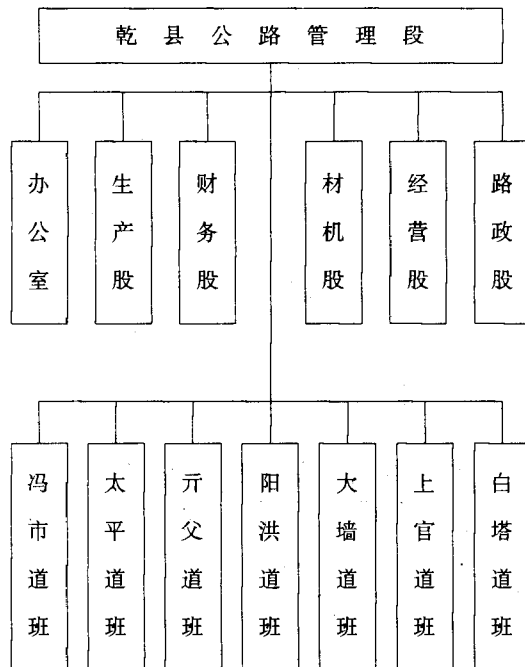 乾县公路管理段
办公室
生产股
财务股
材机股
经营股
路政股
冯市道班
太平道班
亓父道班
阳洪道班
大墙道班
上官道班
白塔道班